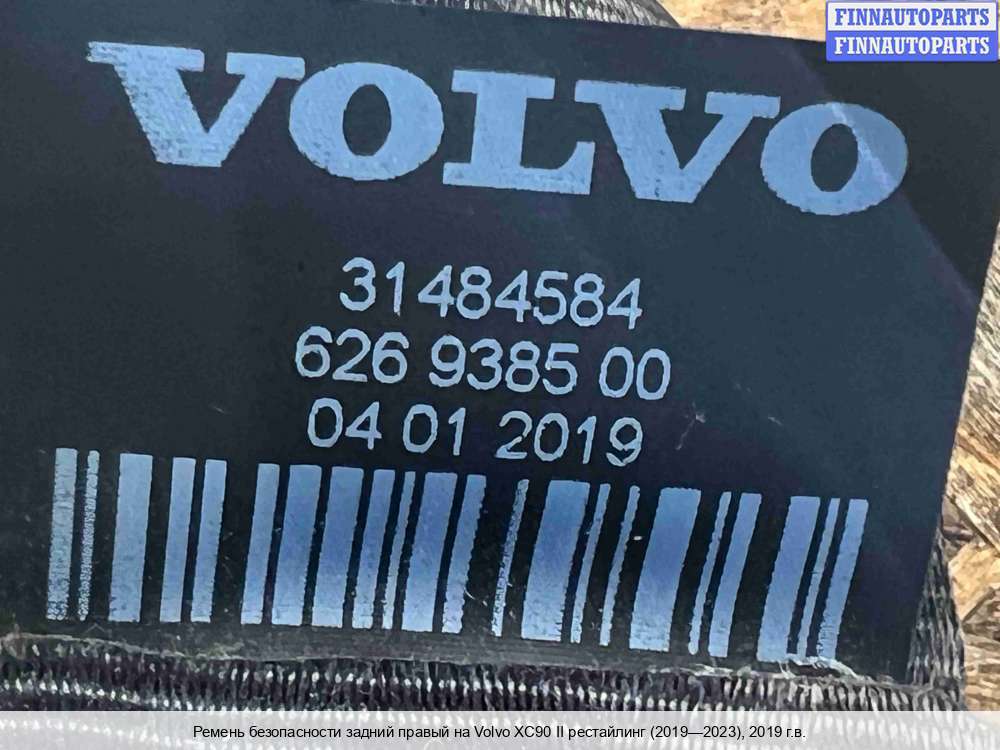 FINNAUTOPARTS
FINNAUTOPARTS
VOLVO
31484584
626 9385 00
04 01 2019
Ремень безопасности задний правый на Volvo XC90 II рестайлинг (2019—2023), 2019 г.в.